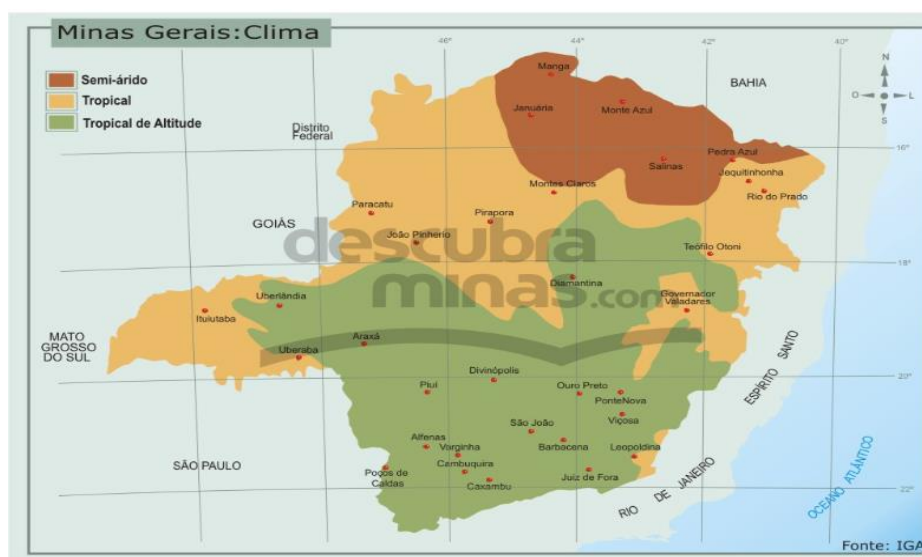 Minas Gerais:Clima
46°
44°
42°
40°
Semi-árido
Tropical
Tropical de Altitude
N
O
L
S
BAHIA
Manga
Januária
Monte Azul
Distrito
Federal
16°
Salinas
Pedra Azul
Jequitinhonha
Rio do Prado
Montes Claros
Paracatu
Pirapora
GOIÁS
João Pinherio
descubra
minas.com
Teófilo Otoni
18°
Diamantina
Governador
Valadares
Uberlândia
Ituiutaba
MATO
GROSSO
DO SUL
Araxá
Uberaba
ESPÍRITO SANTO
Divinópolis
20°
Piuí
Ouro Preto
PonteNova
Viçosa
São João
Barbacena
Leopoldina
Alfenas
Varginha
Cambuquira
SÃO PAULO
Poços de
Caldas
Caxambu
Juiz de Fora
22°
RIO DE JANEIRO
OCEANO ATLÂNTICO
Fonte: IGA